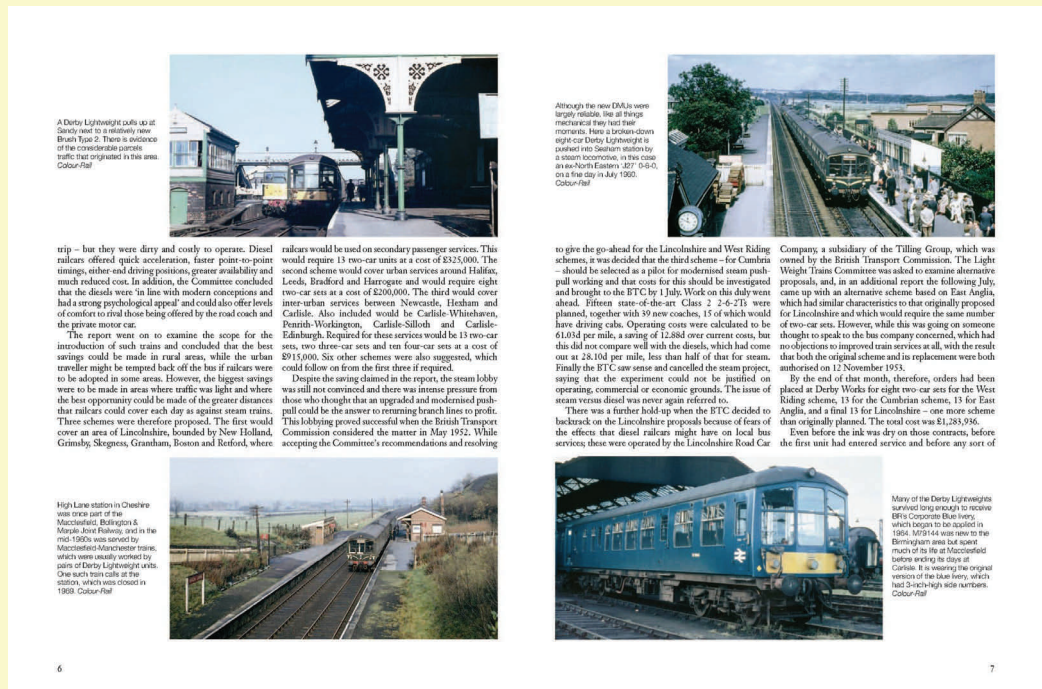 A Derby Lightweight pulls up at
Sandy next to a relatively new
Brush Type 2. There is evidence
of the considerable parcels
traffic that originated in this area.
Colour-Rail
trip – but they were dirty and costly to operate. Diesel
railcars offered quick acceleration, faster point-to-point
timings, either-end driving positions, greater availability and
much reduced cost. In addition, the Committee concluded
that the diesels were ‘in line with modern conceptions and
had a strong psychological appeal’ and could also offer levels
of comfort to rival those being offered by the road coach and
the private motor car.
The report went on to examine the scope for the
introduction of such trains and concluded that the best
savings could be made in rural areas, while the urban
traveller might be tempted back off the bus if railcars were
to be adopted in some areas. However, the biggest savings
were to be made in areas where traffic was light and where
the best opportunity could be made of the greater distances
that railcars could cover each day as against steam trains.
Three schemes were therefore proposed. The first would
cover an area of Lincolnshire, bounded by New Holland,
Grimsby, Skegness, Grantham, Boston and Retford, where
railcars would be used on secondary passenger services. This
would require 13 two-car units at a cost of £325,000. The
second scheme would cover urban services around Halifax,
Leeds, Bradford and Harrogate and would require eight
two-car sets at a cost of £200,000. The third would cover
inter-urban services between Newcastle, Hexham and
Carlisle. Also included would be Carlisle-Whitehaven,
Penrith-Workington, Carlisle-Silloth and Carlisle-
Edinburgh. Required for these services would be 13 two-car
sets, two three-car sets and ten four-car sets at a cost of
£915,000. Six other schemes were also suggested, which
could follow on from the first three if required.
Despite the saving claimed in the report, the steam lobby
was still not convinced and there was intense pressure from
those who thought that an upgraded and modernised push-
pull could be the answer to returning branch lines to profit.
This lobbying proved successful when the British Transport
Commission considered the matter in May 1952. While
accepting the Committee’s recommendations and resolving
High Lane station in Cheshire
was once part of the
Macclesfield, Bollington &
Marple Joint Railway, and in the
mid-1960s was served by
Macclesfield-Manchester trains,
which were usually worked by
pairs of Derby Lightweight units.
One such train calls at the
station, which was closed in
1969. Colour-Rail
6
Although the new DMUs were
largely reliable, like all things
mechanical they had their
moments. Here a broken-down
eight-car Derby Lightweight is
pushed into Seaham station by
a steam locomotive, in this case
an ex-North Eastern ‘J27’ 0-6-0,
on a fine day in July 1960.
Colour-Rail
to give the go-ahead for the Lincolnshire and West Riding
schemes, it was decided that the third scheme – for Cumbria
– should be selected as a pilot for modernised steam push-
pull working and that costs for this should be investigated
and brought to the BTC by 1 July. Work on this duly went
ahead. Fifteen state-of-the-art Class 2 2-6-2Ts were
planned, together with 39 new coaches, 15 of which would
have driving cabs. Operating costs were calculated to be
61.03d per mile, a saving of 12.88d over current costs, but
this did not compare well with the diesels, which had come
out at 28.10d per mile, less than half of that for steam.
Finally the BTC saw sense and cancelled the steam project,
saying that the experiment could not be justified on
operating, commercial or economic grounds. The issue of
steam versus diesel was never again referred to.
There was a further hold-up when the BTC decided to
backtrack on the Lincolnshire proposals because of fears of
the effects that diesel railcars might have on local bus
services; these were operated by the Lincolnshire Road Car
Company, a subsidiary of the Tilling Group, which was
owned by the British Transport Commission. The Light
Weight Trains Committee was asked to examine alternative
proposals, and, in an additional report the following July,
came up with an alternative scheme based on East Anglia,
which had similar characteristics to that originally proposed
for Lincolnshire and which would require the same number
of two-car sets. However, while this was going on someone
thought to speak to the bus company concerned, which had
no objections to improved train services at all, with the result
that both the original scheme and its replacement were both
authorised on 12 November 1953.
By the end of that month, therefore, orders had been
placed at Derby Works for eight two-car sets for the West
Riding scheme, 13 for the Cumbrian scheme, 13 for East
Anglia, and a final 13 for Lincolnshire – one more scheme
than originally planned. The total cost was £1,283,936.
Even before the ink was dry on those contracts, before
the first unit had entered service and before any sort of
Many of the Derby Lightweights
survived long enough to receive
BR’s Corporate Blue livery,
which began to be applied in
1964. M79144 was new to the
Birmingham area but spent
much of its life at Macclesfield
before ending its days at
Carlisle. It is wearing the original
version of the blue livery, which
had 3-inch-high side numbers.
Colour-Rail
7